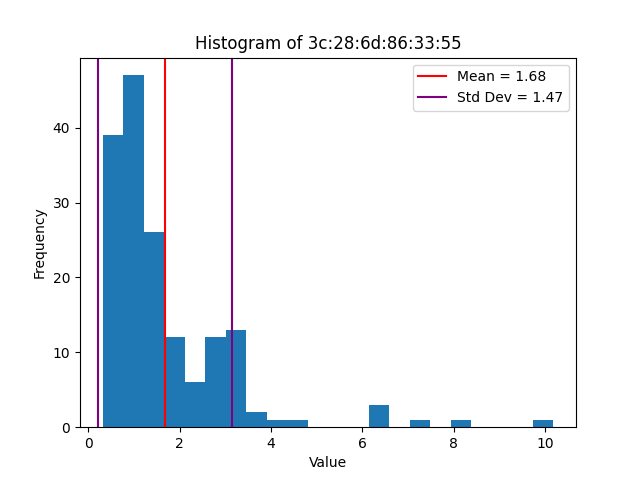 Histogram of 3c:28:6d:86:33:55
Mean = 1.68
Std Dev = 1.47
Frequency
40
30
20
10
0
0 2 4 6 8 10
Value